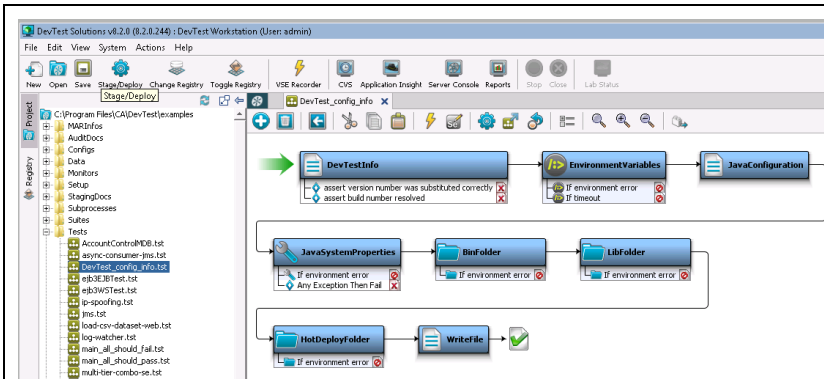 DevTest Solutions v8.2.0 (8.2.0.244) : DevTest Workstation (User: admin)
File Edit View System Actions Help
New Open Save Stage/Deploy Change Registry Toggle Registry VSE Recorder CVS Application Insight Server Console Reports Stop Close Lab Status
Stage/Deploy
Project
Registry
C:\Program Files\CA\DevTest\examples
MARInfos
AuditDocs
Configs
Data
Monitors
Setup
StagingDocs
Subprocesses
Suites
Tests
AccountControlMDB.tst
async-consumer-jms.tst
DevTest_config_info.tst
ejb3EJBTest.tst
ejb3WSTest.tst
ip-spoofing.tst
jms.tst
load-csv-dataset-web.tst
log-watcher.tst
main_all_should_fail.tst
main_all_should_pass.tst
multi-tier-combo-se.tst
DevTest_config_info
DevTestInfo
assert version number was substituted correctly
assert build number resolved
EnvironmentVariables
If environment error
If timeout
JavaConfiguration
JavaSystemProperties
If environment error
Any Exception Then Fail
BinFolder
If environment error
LibFolder
If environment error
HotDeployFolder
If environment error
WriteFile